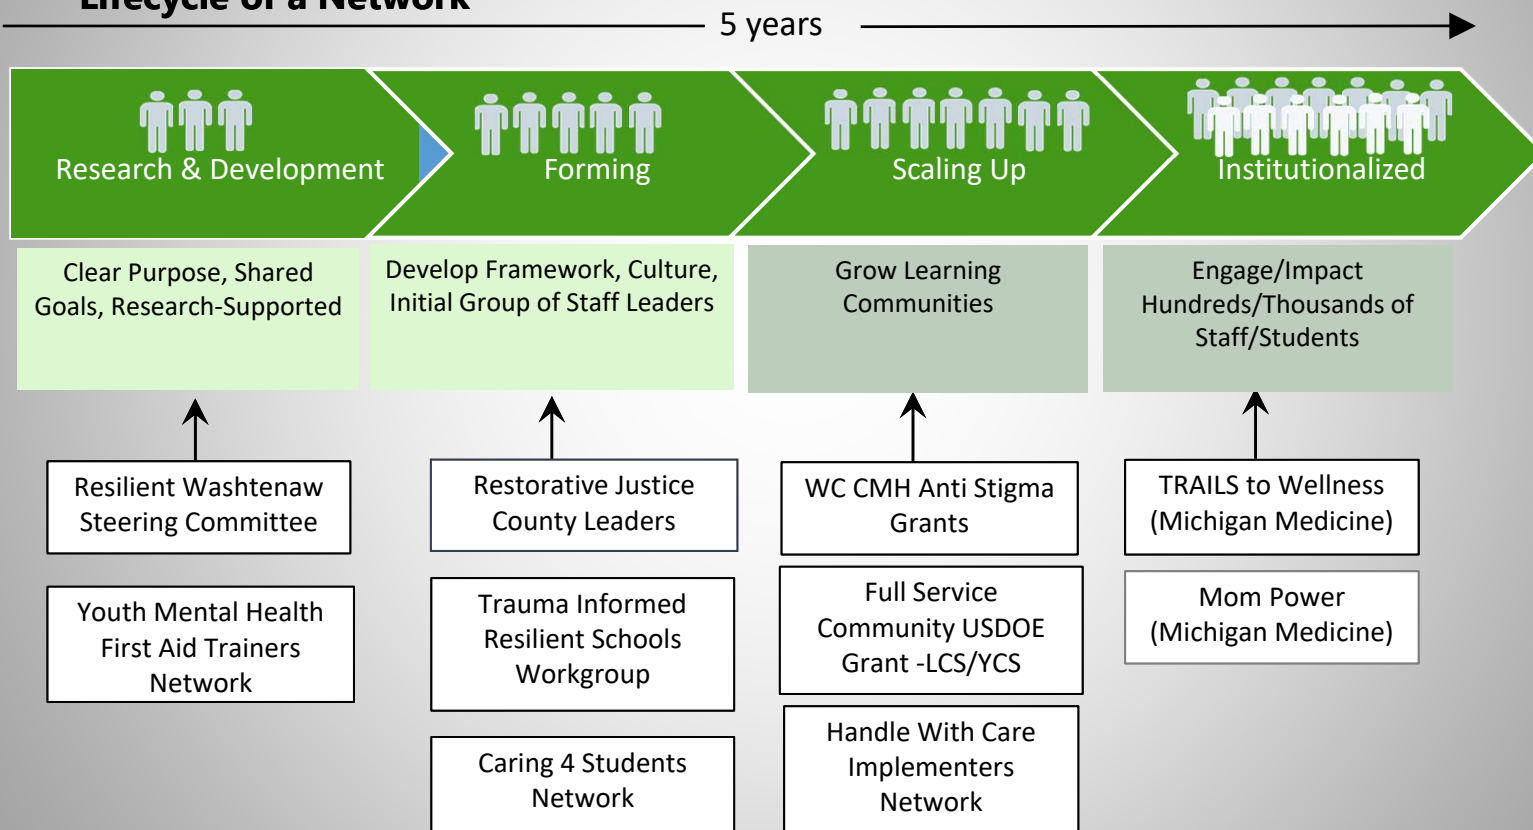 Lifecycle of a Network
5 years
Research & Development
Forming
Scaling Up
Institutionalized
Clear Purpose, Shared
Goals, Research-Supported
Develop Framework, Culture,
Initial Group of Staff Leaders
Grow Learning
Communities
Engage/Impact
Hundreds/Thousands of
Staff/Students
Resilient Washtenaw
Steering Committee
Youth Mental Health
First Aid Trainers
Network
Restorative Justice
County Leaders
Trauma Informed
Resilient Schools
Workgroup
Caring 4 Students
Network
WC CMH Anti Stigma
Grants
Full Service
Community USDOE
Grant -LCS/YCS
Handle With Care
Implementers
Network
TRAILS to Wellness
(Michigan Medicine)
Mom Power
(Michigan Medicine)